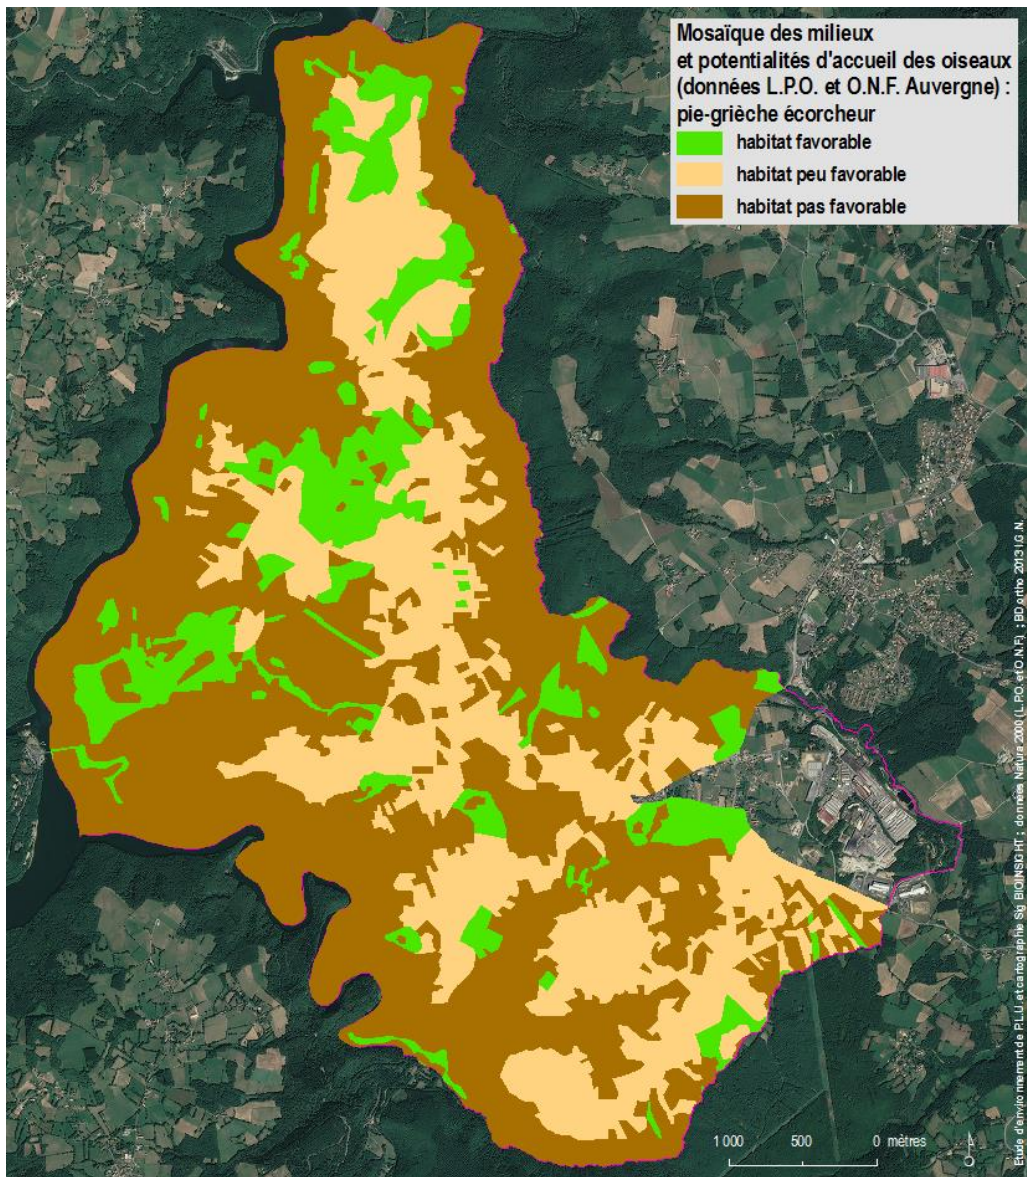 Mosaïque des milieux
et potentialités d'accueil des oiseaux
(données L.P.O. et O.N.F. Auvergne) :
pie-grièche écorcheur
habitat favorable
habitat peu favorable
habitat pas favorable
Etude d'environnement de P.L.U. et cartographie Sig BIOINSIGHT ; données Natura 2000 (L.P.O. et O.N.F.) ; BD ortho 2013 I.G.N.
1 000 500 0 mètres